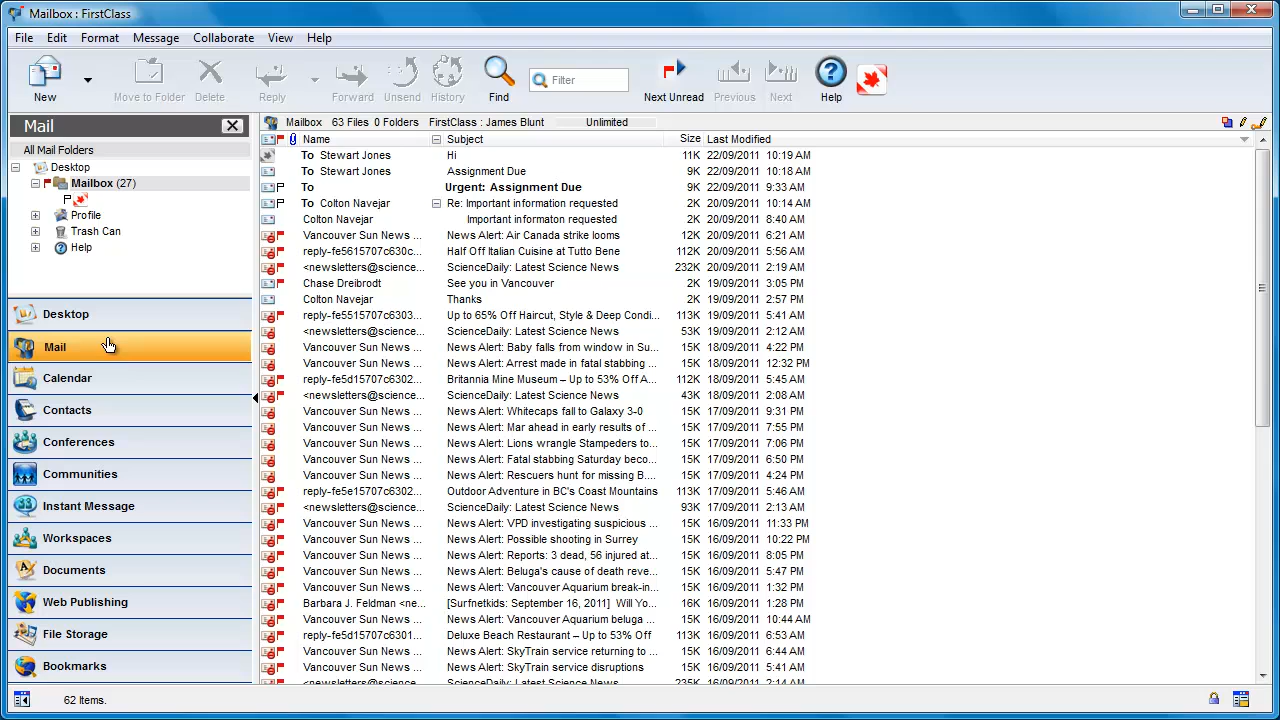 Mailbox : FirstClass
File Edit Format Message Collaborate View Help
New Move to Folder Delete Reply Forward Unsend History Find Filter Next Unread Previous Next Help
Mail
All Mail Folders
Desktop
Mailbox (27)
Profile
Trash Can
Help
Desktop
Mail
Calendar
Contacts
Conferences
Communities
Instant Message
Workspaces
Documents
Web Publishing
File Storage
Bookmarks
Mailbox 63 Files 0 Folders FirstClass : James Blunt Unlimited
Name Subject Size Last Modified
To Stewart Jones Hi 11K 22/09/2011 10:19 AM
To Stewart Jones Assignment Due 9K 22/09/2011 10:18 AM
To Urgent: Assignment Due 9K 22/09/2011 9:33 AM
To Colton Navejar Re: Important information requested 2K 20/09/2011 10:14 AM
Colton Navejar Important informaton requested 2K 20/09/2011 8:40 AM
Vancouver Sun News ... News Alert: Air Canada strike looms 12K 20/09/2011 6:21 AM
reply-fe5615707c630c... Half Off Italian Cuisine at Tutto Bene 112K 20/09/2011 5:56 AM
<newsletters@science... ScienceDaily: Latest Science News 232K 20/09/2011 2:19 AM
Chase Dreibrodt See you in Vancouver 2K 19/09/2011 3:05 PM
Colton Navejar Thanks 2K 19/09/2011 2:57 PM
reply-fe5515707c6303... Up to 65% Off Haircut, Style & Deep Condi... 113K 19/09/2011 5:41 AM
<newsletters@science... ScienceDaily: Latest Science News 53K 19/09/2011 2:12 AM
Vancouver Sun News ... News Alert: Baby falls from window in Su... 15K 18/09/2011 4:22 PM
Vancouver Sun News ... News Alert: Arrest made in fatal stabbing ... 15K 18/09/2011 12:32 PM
reply-fe5d15707c6302... Britannia Mine Museum – Up to 53% Off A... 112K 18/09/2011 5:45 AM
<newsletters@science... ScienceDaily: Latest Science News 43K 18/09/2011 2:08 AM
Vancouver Sun News ... News Alert: Whitecaps fall to Galaxy 3-0 15K 17/09/2011 9:31 PM
Vancouver Sun News ... News Alert: Mar ahead in early results of ... 15K 17/09/2011 7:55 PM
Vancouver Sun News ... News Alert: Lions wrangle Stampeders to... 15K 17/09/2011 7:06 PM
Vancouver Sun News ... News Alert: Fatal stabbing Saturday beco... 15K 17/09/2011 6:50 PM
Vancouver Sun News ... News Alert: Rescuers hunt for missing B.... 15K 17/09/2011 4:24 PM
reply-fe5e15707c6302... Outdoor Adventure in BC's Coast Mountains 113K 17/09/2011 5:46 AM
<newsletters@science... ScienceDaily: Latest Science News 93K 17/09/2011 2:13 AM
Vancouver Sun News ... News Alert: VPD investigating suspicious ... 15K 16/09/2011 11:33 PM
Vancouver Sun News ... News Alert: Possible shooting in Surrey 15K 16/09/2011 10:22 PM
Vancouver Sun News ... News Alert: Reports: 3 dead, 56 injured at... 15K 16/09/2011 8:05 PM
Vancouver Sun News ... News Alert: Beluga's cause of death reve... 15K 16/09/2011 5:47 PM
Vancouver Sun News ... News Alert: Vancouver Aquarium break-in... 15K 16/09/2011 1:32 PM
Barbara J. Feldman <ne... [Surfnetkids: September 16, 2011] Will Yo... 16K 16/09/2011 1:28 PM
Vancouver Sun News ... News Alert: Vancouver Aquarium beluga ... 15K 16/09/2011 10:44 AM
reply-fe5d15707c6301... Deluxe Beach Restaurant – Up to 53% Off 113K 16/09/2011 6:53 AM
Vancouver Sun News ... News Alert: SkyTrain service returning to ... 15K 16/09/2011 6:44 AM
Vancouver Sun News ... News Alert: SkyTrain service disruptions 15K 16/09/2011 5:41 AM
<newsletters@science... ScienceDaily: Latest Science News 235K 16/09/2011 2:14 AM
62 Items.